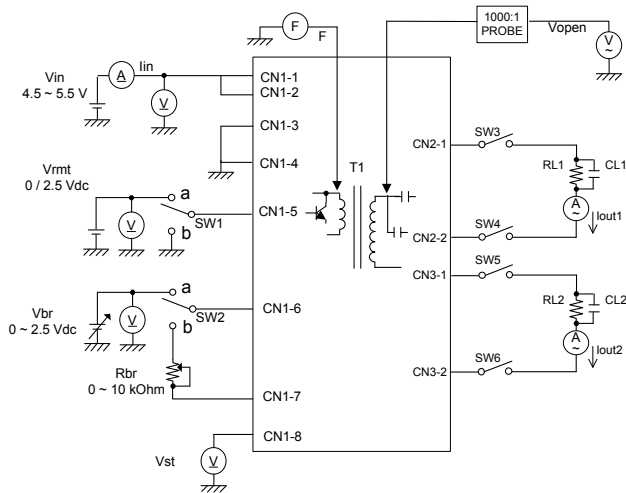 F
F
1000:1
PROBE
Vopen
V
~
Vin
4.5 ~ 5.5 V
A
Iin
V
CN1-1
CN1-2
CN1-3
CN1-4
Vrmt
0 / 2.5 Vdc
V
a
b
SW1
CN1-5
T1
CN2-1
SW3
RL1
CL1
A
~
Iout1
CN2-2
SW4
CN3-1
SW5
Vbr
0 ~ 2.5 Vdc
V
a
b
SW2
CN1-6
RL2
CL2
A
~
Iout2
Rbr
0 ~ 10 kOhm
CN1-7
CN3-2
SW6
CN1-8
Vst
V